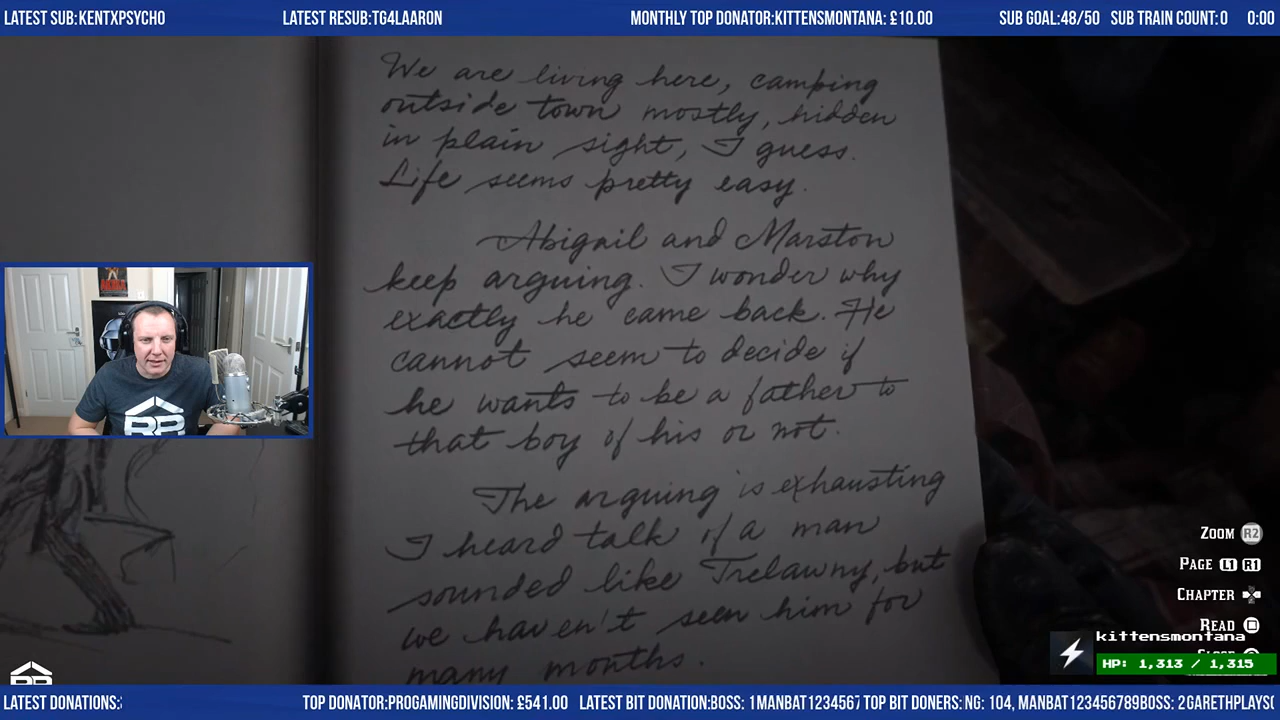 LATEST SUB:KENTXPSYCHO
LATEST RESUB:TG4LAARON
MONTHLY TOP DONATOR:KITTENSMONTANA: £10.00
SUB GOAL:48/50 SUB TRAIN COUNT: 0 0:00
We are living here, camping
outside town mostly, hidden
in plain sight, I guess.
Life seems pretty easy.
Abigail and Marston
keep arguing. I wonder why
exactly he came back. He
cannot seem to decide if
he wants to be a father to
that boy of his or not.
The arguing is exhausting
I heard talk of a man
sounded like Trelawny, but
we haven't seen him for
many months.
RB
ZOOM R2
PAGE L1 R1
CHAPTER
READ
kittensmontana
HP: 1,313 / 1,315
LATEST DONATIONS:
TOP DONATOR:PROGAMINGDIVISION: £541.00
LATEST BIT DONATION:BOSS: 1MANBAT1234567
TOP BIT DONERS:NG: 104, MANBAT123456789BOSS: 2GARETHPLAYS